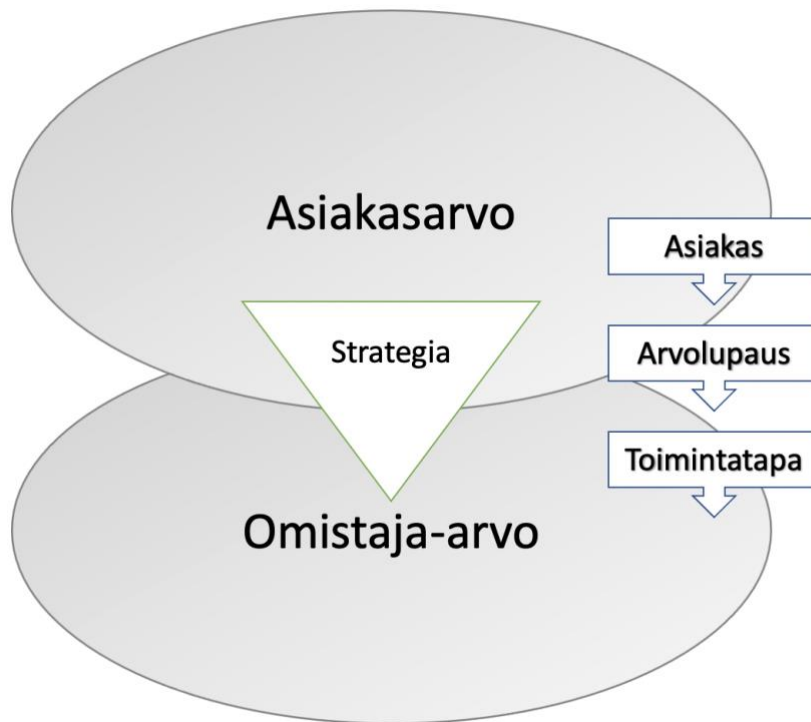 Asiakasarvo
Asiakas
Strategia
Arvolupaus
Toimintatapa
Omistaja-arvo